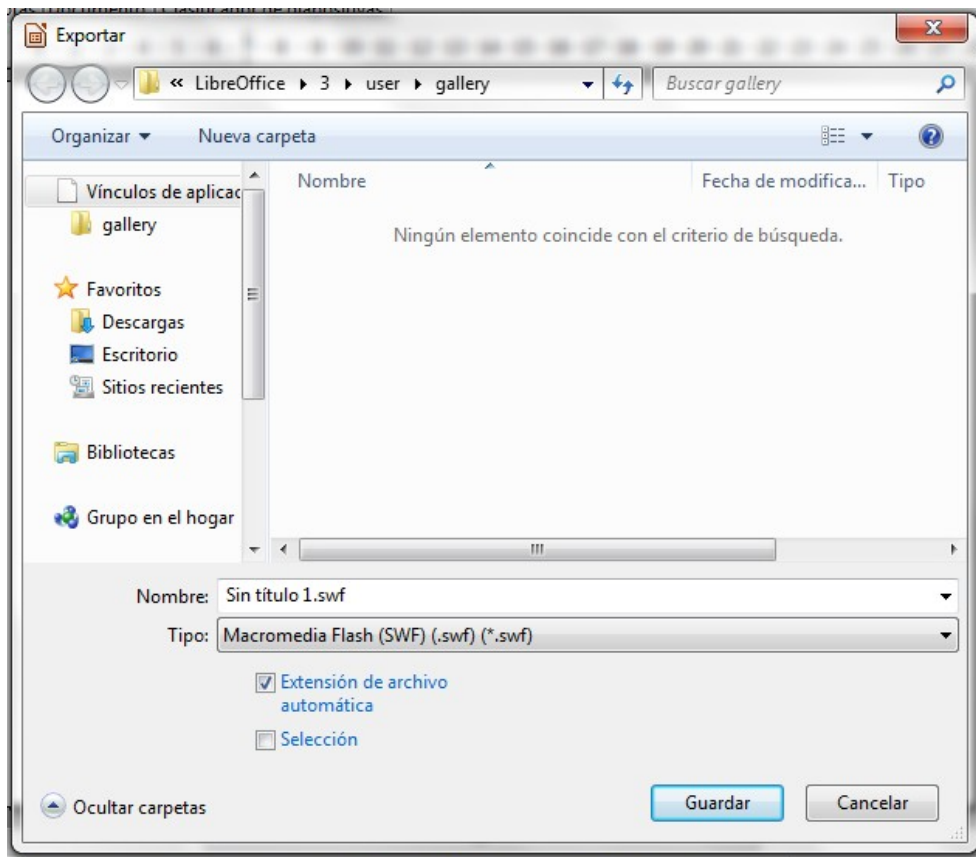 Exportar
« LibreOffice ▸ 3 ▸ user ▸ gallery
Buscar gallery
Organizar
Nueva carpeta
Vínculos de aplicac
gallery
Favoritos
Descargas
Escritorio
Sitios recientes
Bibliotecas
Grupo en el hogar
Nombre
Fecha de modifica...
Tipo
Ningún elemento coincide con el criterio de búsqueda.
Nombre: Sin título 1.swf
Tipo: Macromedia Flash (SWF) (.swf) (*.swf)
Extensión de archivo
automática
Selección
Ocultar carpetas
Guardar
Cancelar